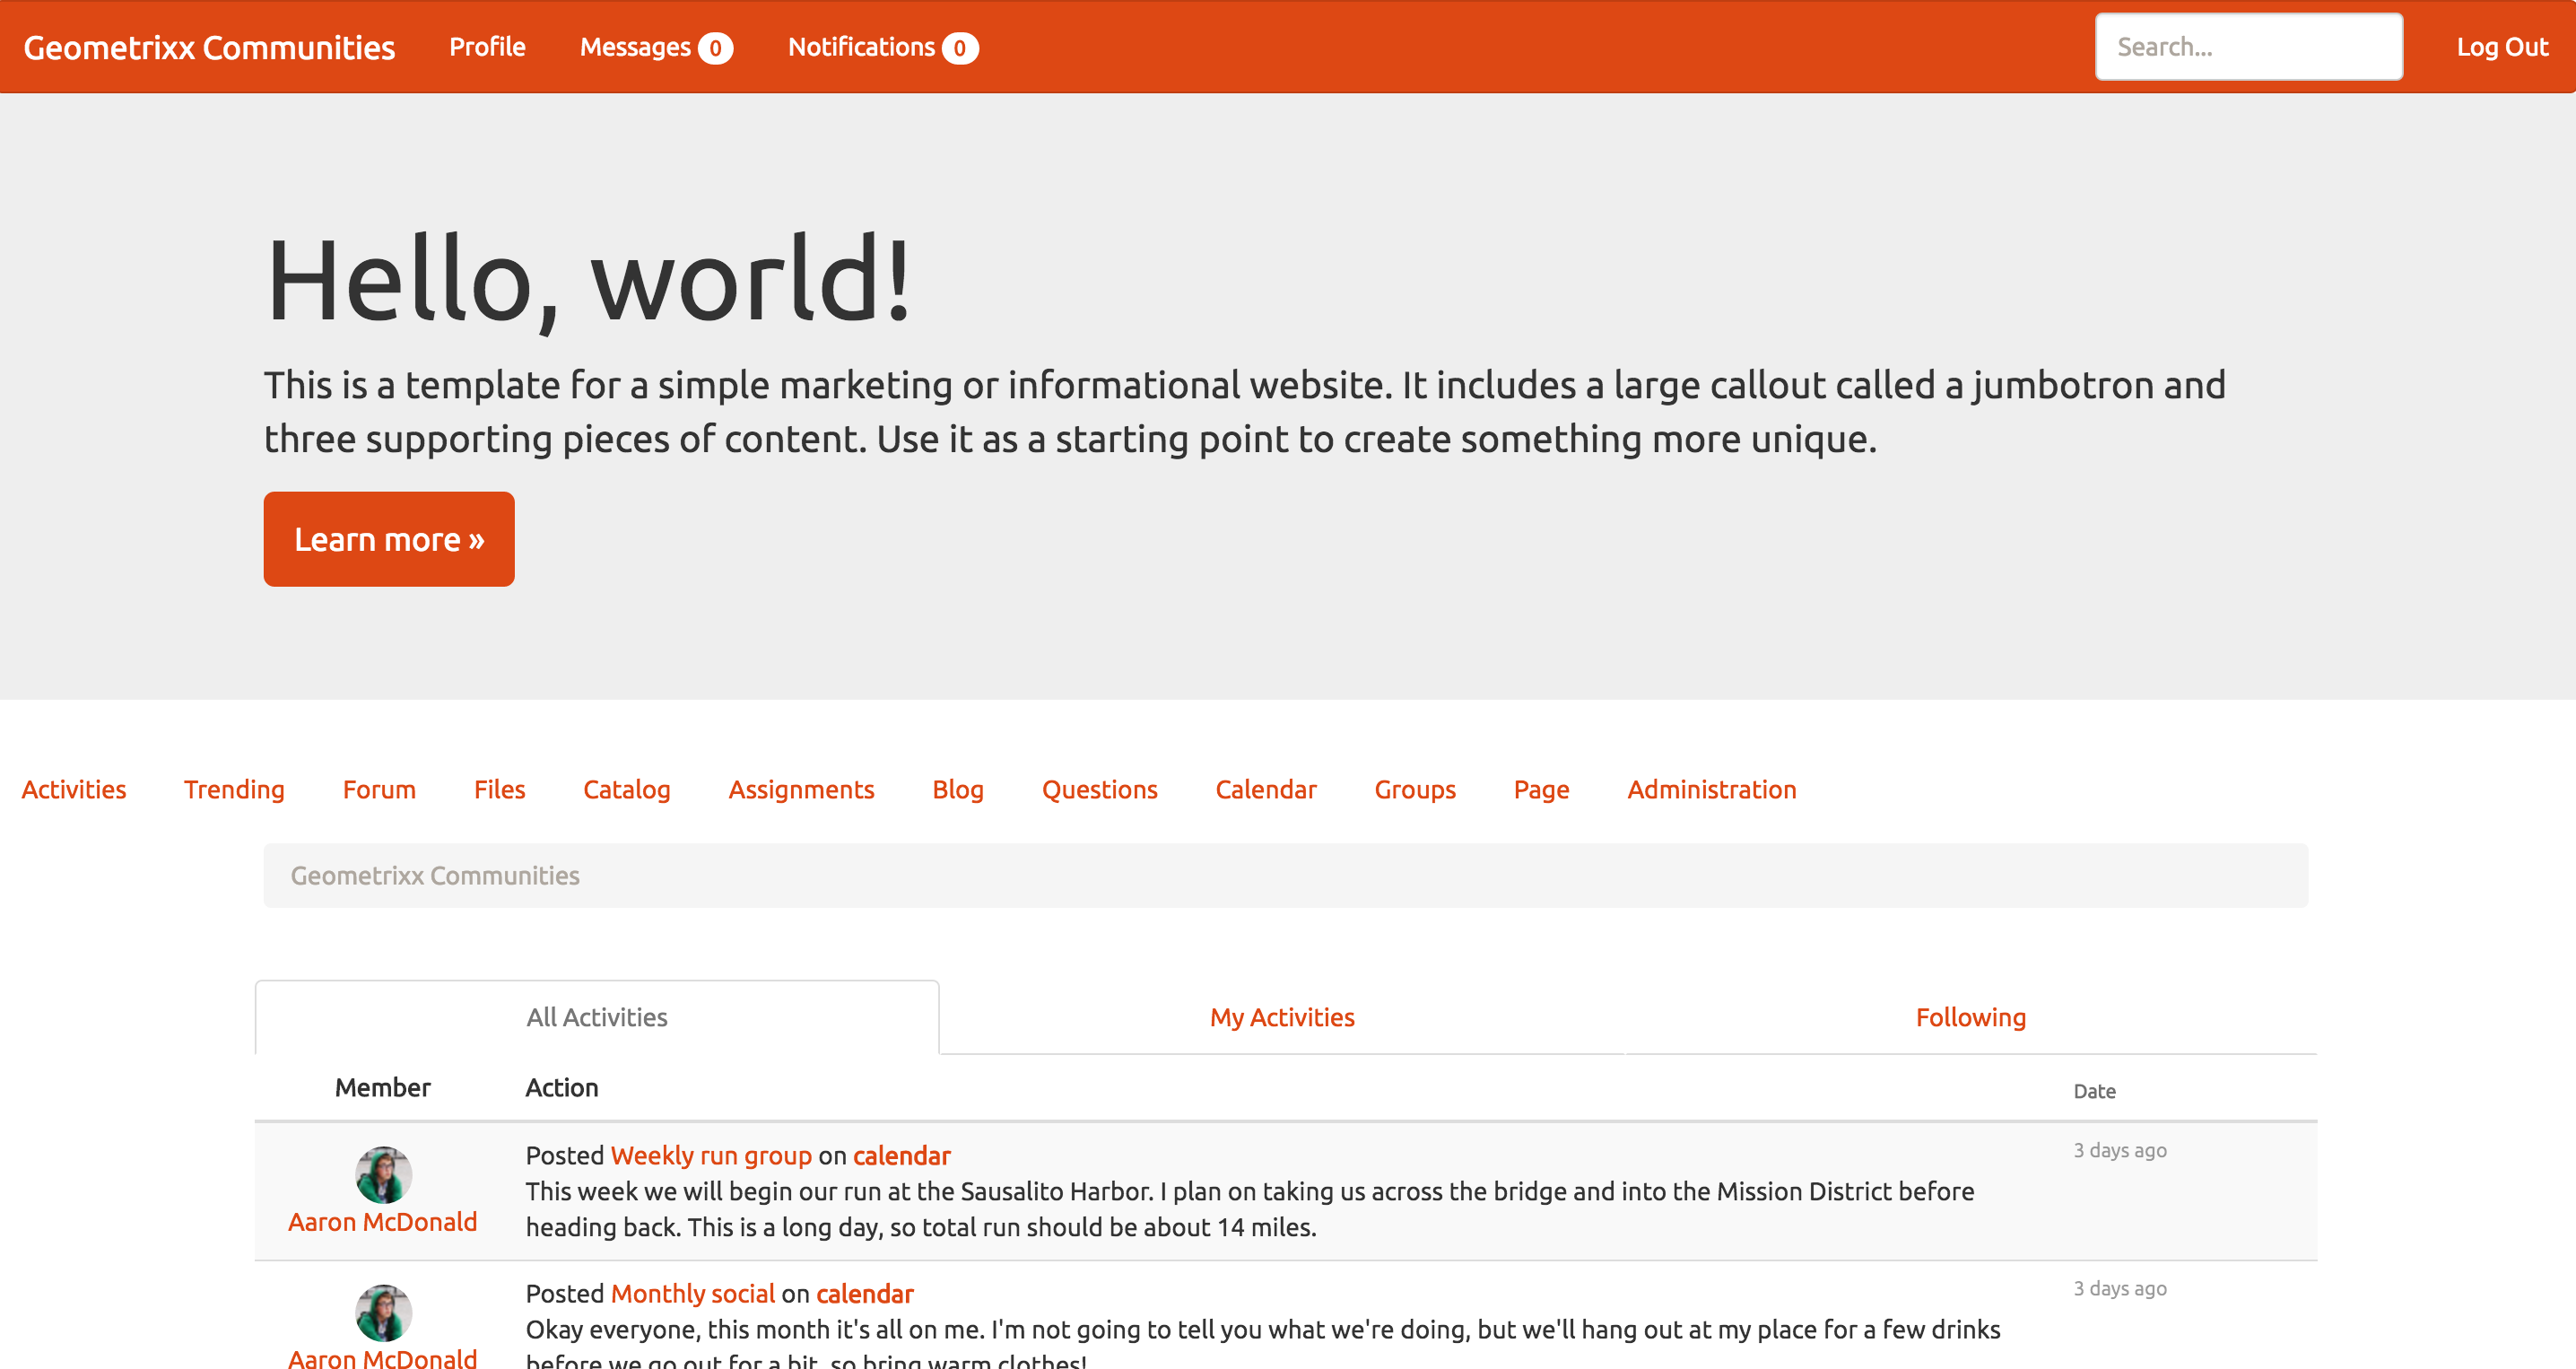 Geometrixx Communities Profile Messages 0 Notifications 0 Search... Log Out
Hello, world!
This is a template for a simple marketing or informational website. It includes a large callout called a jumbotron and
three supporting pieces of content. Use it as a starting point to create something more unique.
Learn more »
Activities Trending Forum Files Catalog Assignments Blog Questions Calendar Groups Page Administration
Geometrixx Communities
All Activities My Activities Following
Member Action Date
Posted Weekly run group on calendar 3 days ago
This week we will begin our run at the Sausalito Harbor. I plan on taking us across the bridge and into the Mission District before
Aaron McDonald heading back. This is a long day, so total run should be about 14 miles.
Posted Monthly social on calendar 3 days ago
Okay everyone, this month it's all on me. I'm not going to tell you what we're doing, but we'll hang out at my place for a few drinks
Aaron McDonald before we go out for a bit, so bring warm clothes!